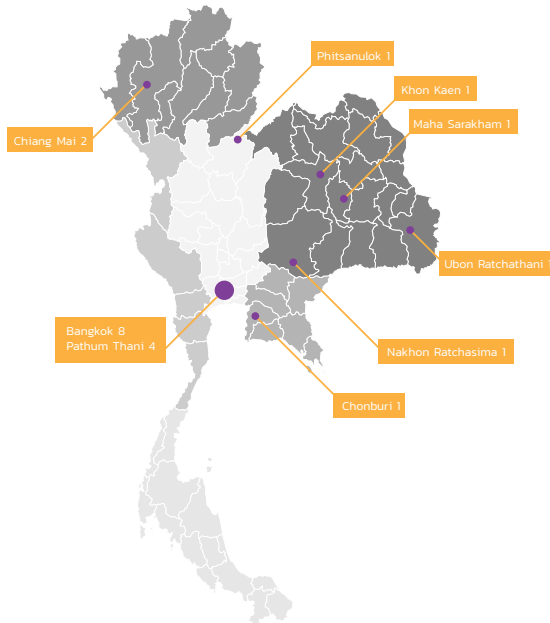 Phitsanulok 1
Khon Kaen 1
Maha Sarakham 1
Chiang Mai 2
Ubon Ratchathani 1
Bangkok 8
Pathum Thani 4
Nakhon Ratchasima 1
Chonburi 1